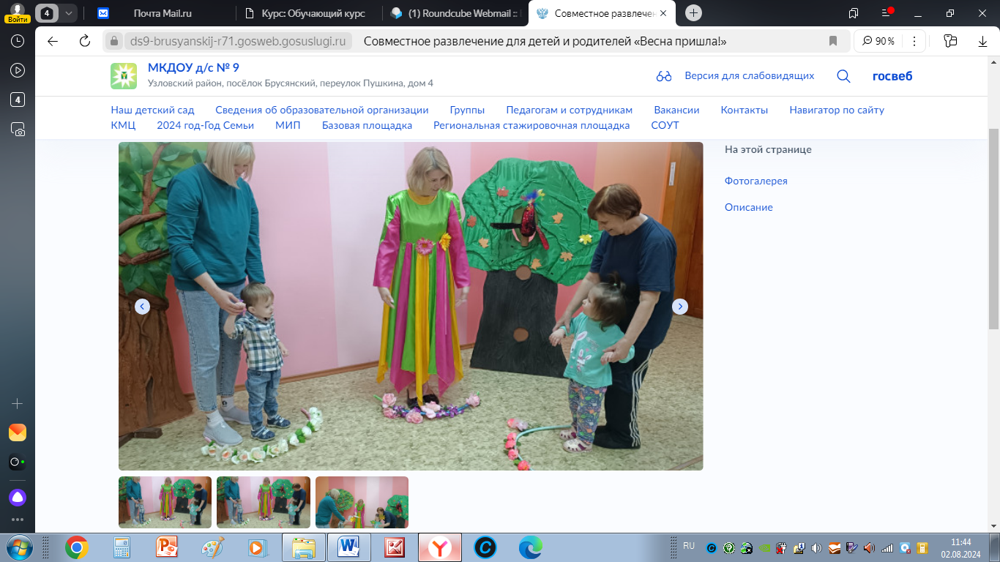 4
Почта Mail.ru
Курс: Обучающий курс
(1) Roundcube Webmail ::
Совместное развлечен
Войти
ds9-brusyanskij-r71.gosweb.gosuslugi.ru
Совместное развлечение для детей и родителей «Весна пришла!»
90 %
4
МКДОУ д/с № 9
Узловский район, посёлок Брусянский, переулок Пушкина, дом 4
Версия для слабовидящих
госвеб
Наш детский сад
Сведения об образовательной организации
Группы
Педагогам и сотрудникам
Вакансии
Контакты
Навигатор по сайту
КМЦ
2024 год-Год Семьи
МИП
Базовая площадка
Региональная стажировочная площадка
СОУТ
На этой странице
Фотогалерея
Описание
RU
11:44
02.08.2024